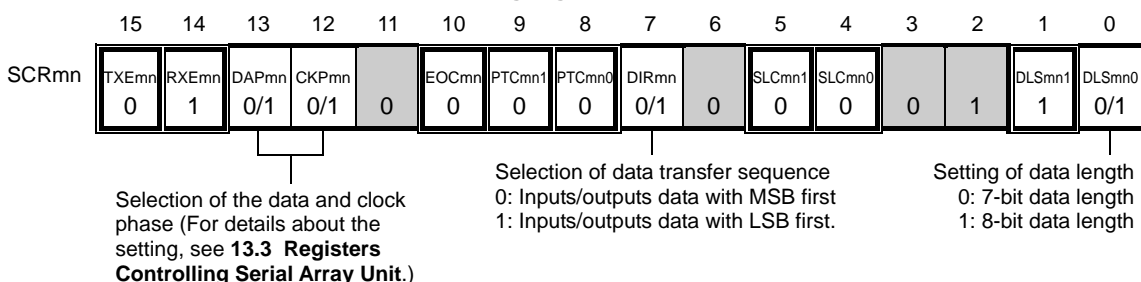 15 14 13 12 11 10 9 8 7 6 5 4 3 2 1 0
SCRmn
TXEmn RXEmn DAPmn CKPmn EOCmn PTCmn1 PTCmn0 DIRmn SLCmn1 SLCmn0 DLSmn1 DLSmn0
0 1 0/1 0/1 0 0 0 0 0/1 0 0 0 0 1 1 0/1
Selection of the data and clock
phase (For details about the
setting, see 13.3 Registers
Controlling Serial Array Unit.)
Selection of data transfer sequence
0: Inputs/outputs data with MSB first
1: Inputs/outputs data with LSB first.
Setting of data length
0: 7-bit data length
1: 8-bit data length